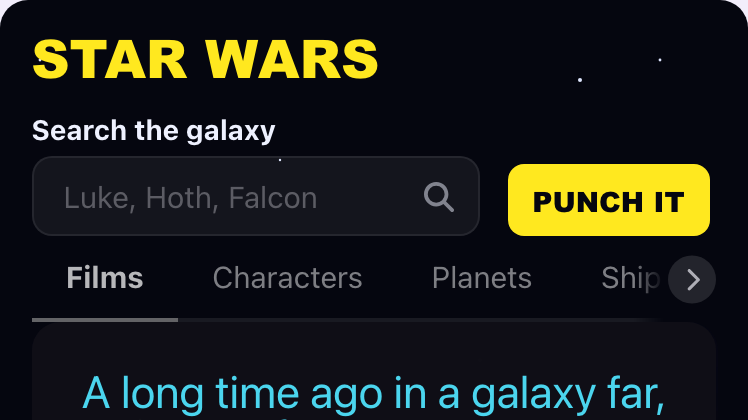 STAR WARS
Search the galaxy
Luke, Hoth, Falcon
PUNCH IT
Films Characters Planets Ship
A long time ago in a galaxy far,